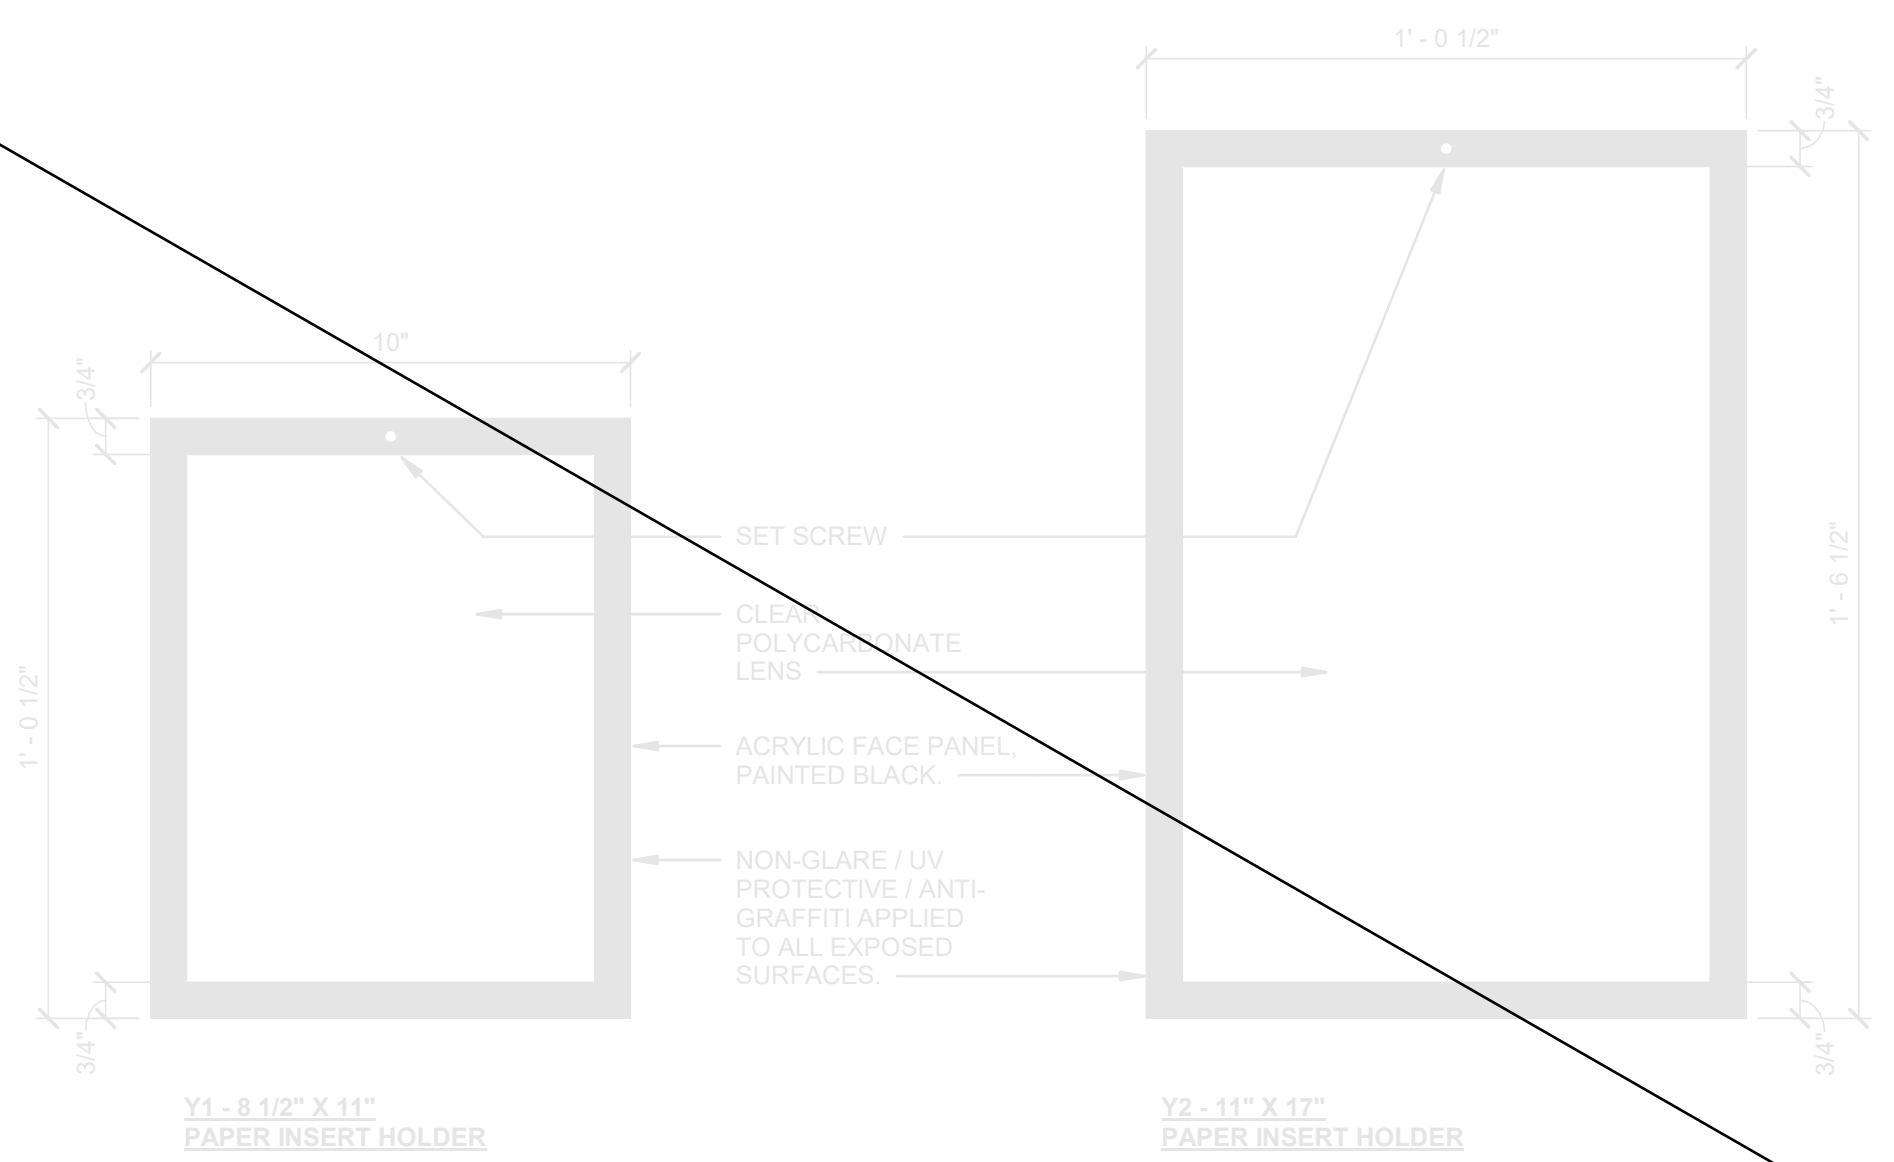 1' - 0 1/2"
3/4"
10"
3/4"
SET SCREW
1' - 6 1/2"
CLEAR
POLYCARBONATE
LENS
1' - 0 1/2"
ACRYLIC FACE PANEL,
PAINTED BLACK.
NON-GLARE / UV
PROTECTIVE / ANTI-
GRAFFITI APPLIED
TO ALL EXPOSED
SURFACES.
3/4"
3/4"
Y1 - 8 1/2" X 11"
PAPER INSERT HOLDER
Y2 - 11" X 17"
PAPER INSERT HOLDER